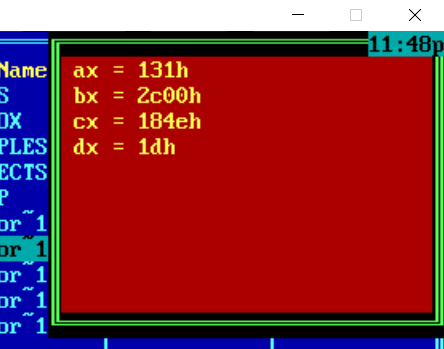 11:48p
Name
ax = 131h
S
bx = 2c00h
OX
cx = 184eh
PLES
dx = 1dh
ECTS
P
or~1
or~1
or~1
or~1
or~1